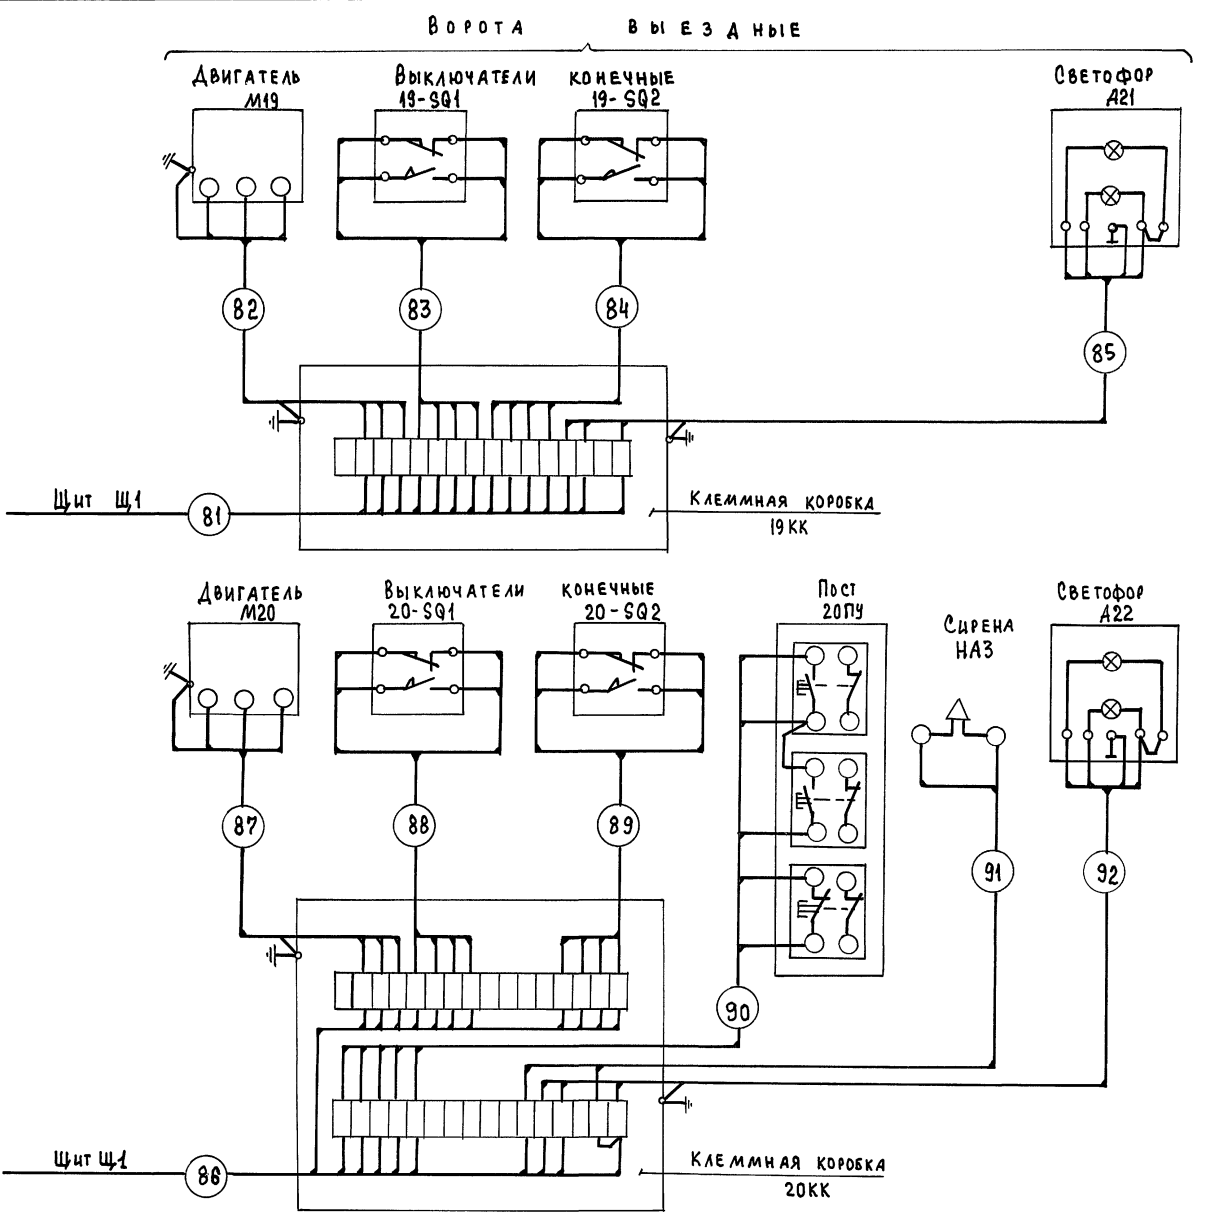 Ворота выездные
Двигатель
М19
Выключатели конечные
19-SQ1 19-SQ2
Светофор
А21
82
83
84
85
Щит Щ1
81
Клеммная коробка
19КК
Двигатель
М20
Выключатели конечные
20-SQ1 20-SQ2
Пост
20ПУ
Сирена
НА3
Светофор
А22
87
88
89
90
91
92
Щит Щ1
86
Клеммная коробка
20КК